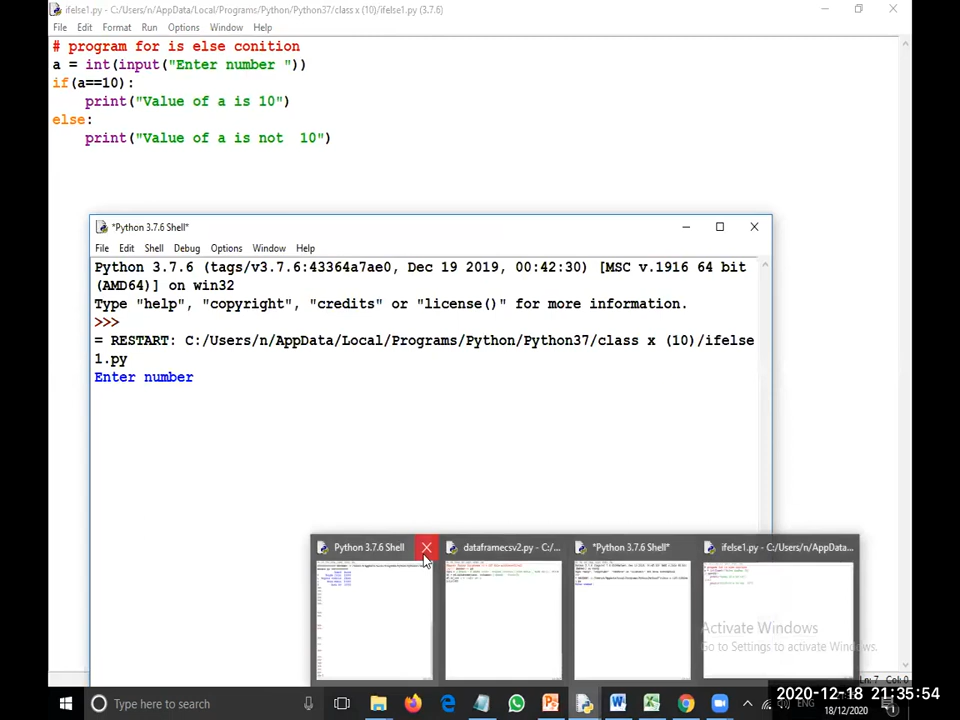 ifelse1.py - C:/Users/n/AppData/Local/Programs/Python/Python37/class x (10)/ifelse1.py (3.7.6)
File Edit Format Run Options Window Help
# program for is else conition
a = int(input("Enter number "))
if(a==10):
print("Value of a is 10")
else:
print("Value of a is not  10")
*Python 3.7.6 Shell*
File Edit Shell Debug Options Window Help
Python 3.7.6 (tags/v3.7.6:43364a7ae0, Dec 19 2019, 00:42:30) [MSC v.1916 64 bit
(AMD64)] on win32
Type "help", "copyright", "credits" or "license()" for more information.
>>>
= RESTART: C:/Users/n/AppData/Local/Programs/Python/Python37/class x (10)/ifelse
1.py
Enter number
Python 3.7.6 Shell
dataframecsv2.py - C:/...
*Python 3.7.6 Shell*
ifelse1.py - C:/Users/n/AppData...
Activate Windows
Go to Settings to activate Windows.
Ln: 7 Col: 0
Type here to search
ENG
2020-12-18 21:35:54
18/12/2020